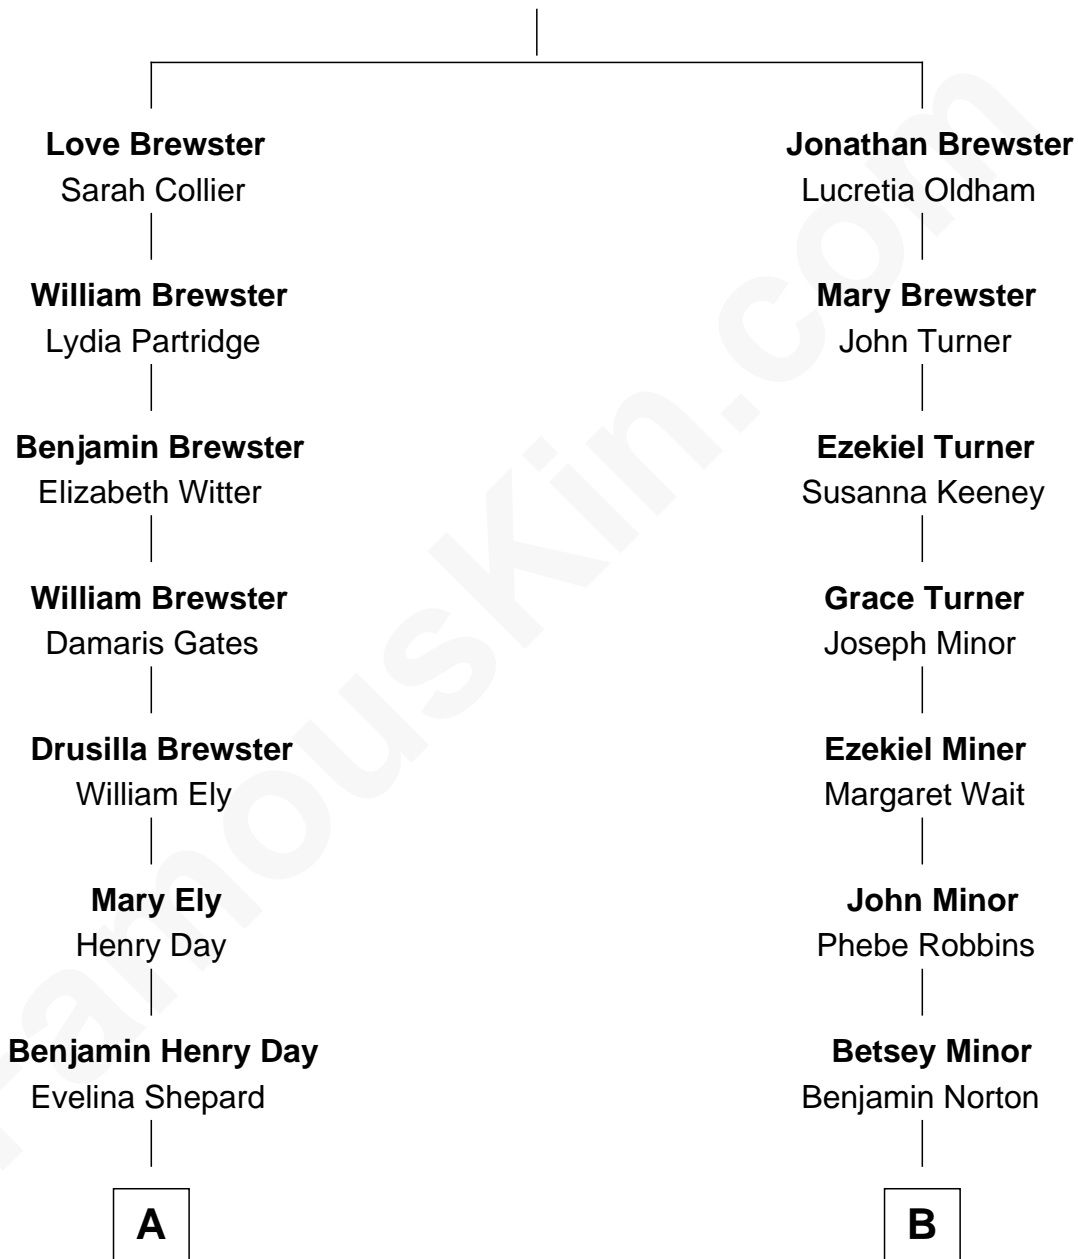 Love Brewster
Sarah Collier
William Brewster
Lydia Partridge
Benjamin Brewster
Elizabeth Witter
William Brewster
Damaris Gates
Drusilla Brewster
William Ely
Mary Ely
Henry Day
Benjamin Henry Day
Evelina Shepard
A
Jonathan Brewster
Lucretia Oldham
Mary Brewster
John Turner
Ezekiel Turner
Susanna Keeney
Grace Turner
Joseph Minor
Ezekiel Miner
Margaret Wait
John Minor
Phebe Robbins
Betsey Minor
Benjamin Norton
B
FamousKin.com